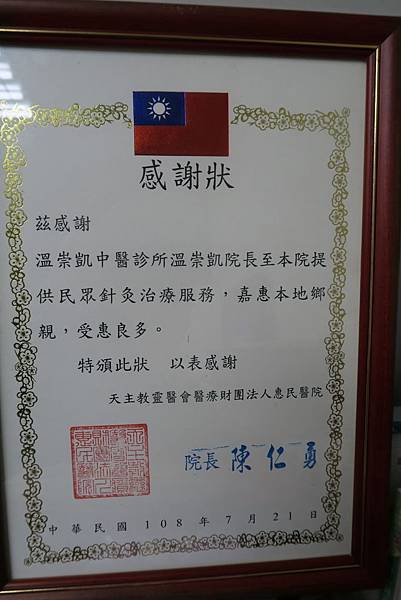 感謝狀
茲感謝
溫崇凱中醫診所溫崇凱院長至本院提
供民眾針灸治療服務，嘉惠本地鄉
親，受惠良多。
特頒此狀　以表感謝
天主教靈醫會醫療財團法人惠民醫院
院長 陳仁勇
中華民國 108 年 7 月 21 日